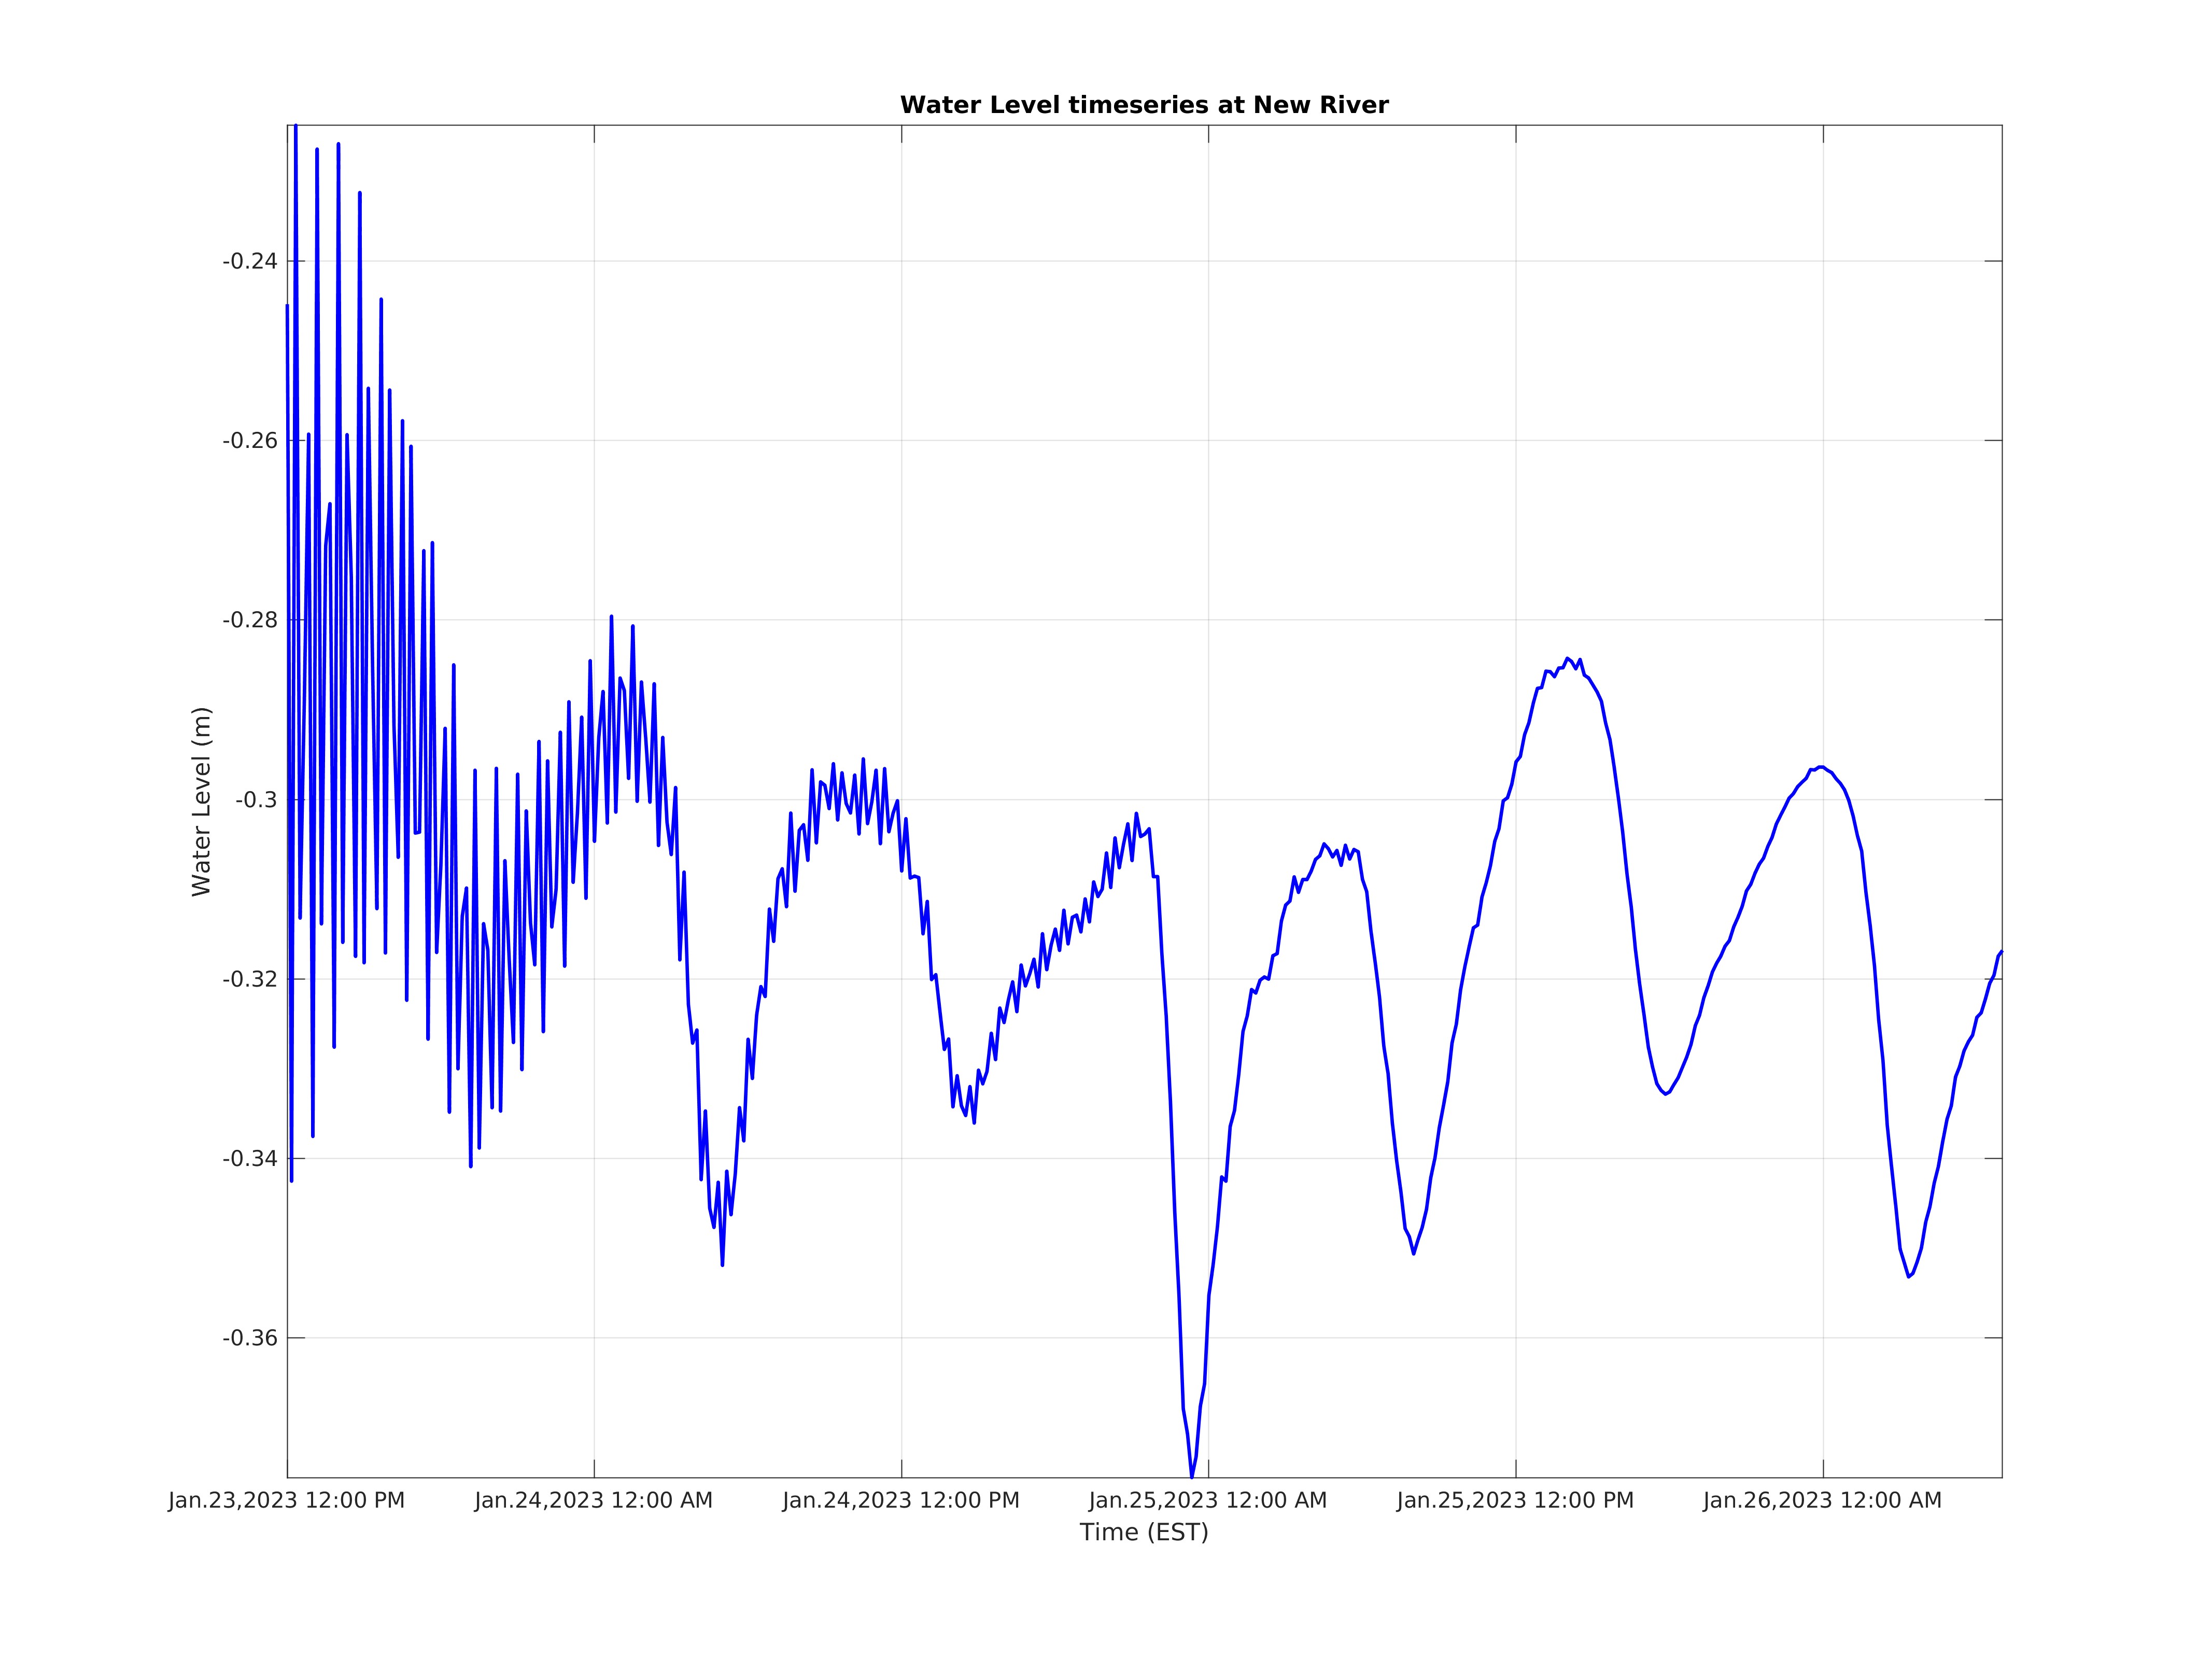 Water Level timeseries at New River
-0.24
-0.26
-0.28
-0.3
-0.32
-0.34
-0.36
Water Level (m)
Jan.23,2023 12:00 PM Jan.24,2023 12:00 AM Jan.24,2023 12:00 PM Jan.25,2023 12:00 AM Jan.25,2023 12:00 PM Jan.26,2023 12:00 AM
Time (EST)